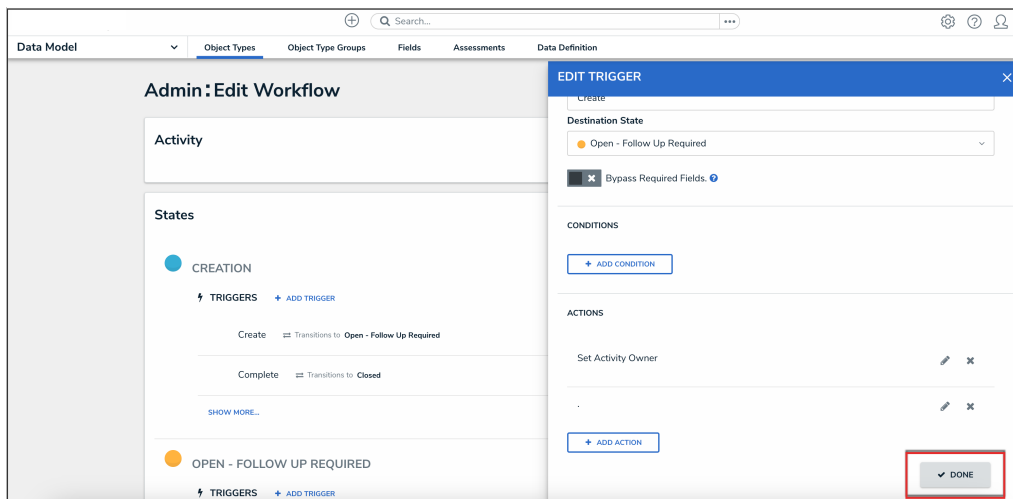 Search...
Data Model
Object Types Object Type Groups Fields Assessments Data Definition
Admin:Edit Workflow
Activity
States
CREATION
TRIGGERS + ADD TRIGGER
Create Transitions to Open - Follow Up Required
Complete Transitions to Closed
SHOW MORE...
OPEN - FOLLOW UP REQUIRED
TRIGGERS + ADD TRIGGER
EDIT TRIGGER
Create
Destination State
Open - Follow Up Required
Bypass Required Fields.
CONDITIONS
+ ADD CONDITION
ACTIONS
Set Activity Owner
.
+ ADD ACTION
DONE